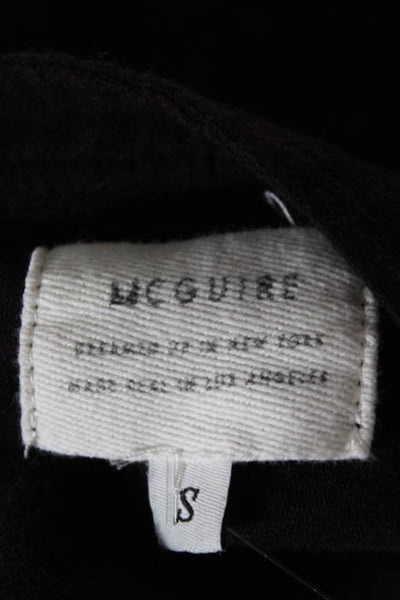 MCGUIRE
DREAMED UP IN NEW YORK
MADE REAL IN LOS ANGELES
S